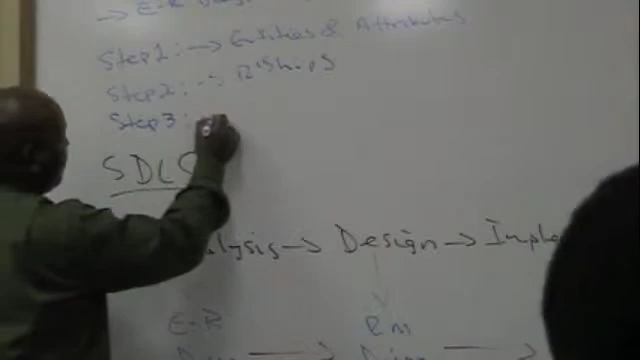 → E-R
Step1: → Entities & Attributes
Step2: → R'Ships
Step3:
SDLC
alysis → Design → Imple
E-R Rm